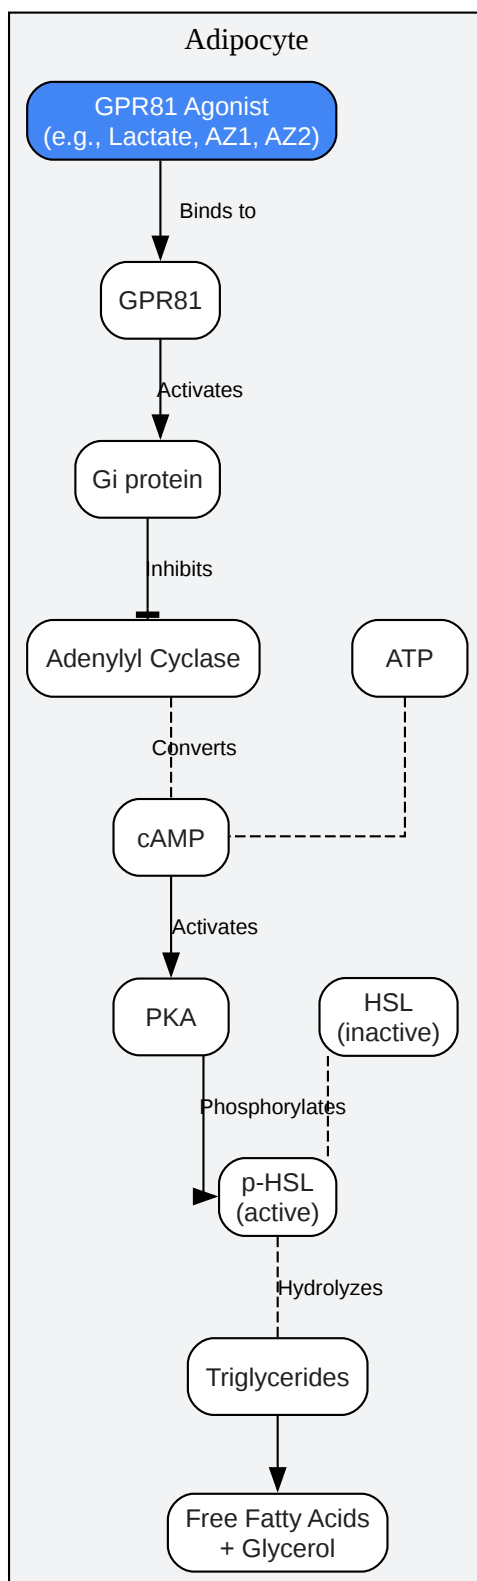 Adipocyte
GPR81 Agonist
(e.g., Lactate, AZ1, AZ2)
Binds to
GPR81
Activates
Gi protein
Inhibits
Adenylyl Cyclase
ATP
Converts
cAMP
Activates
PKA
HSL
(inactive)
Phosphorylates
p-HSL
(active)
Hydrolyzes
Triglycerides
Free Fatty Acids
+ Glycerol